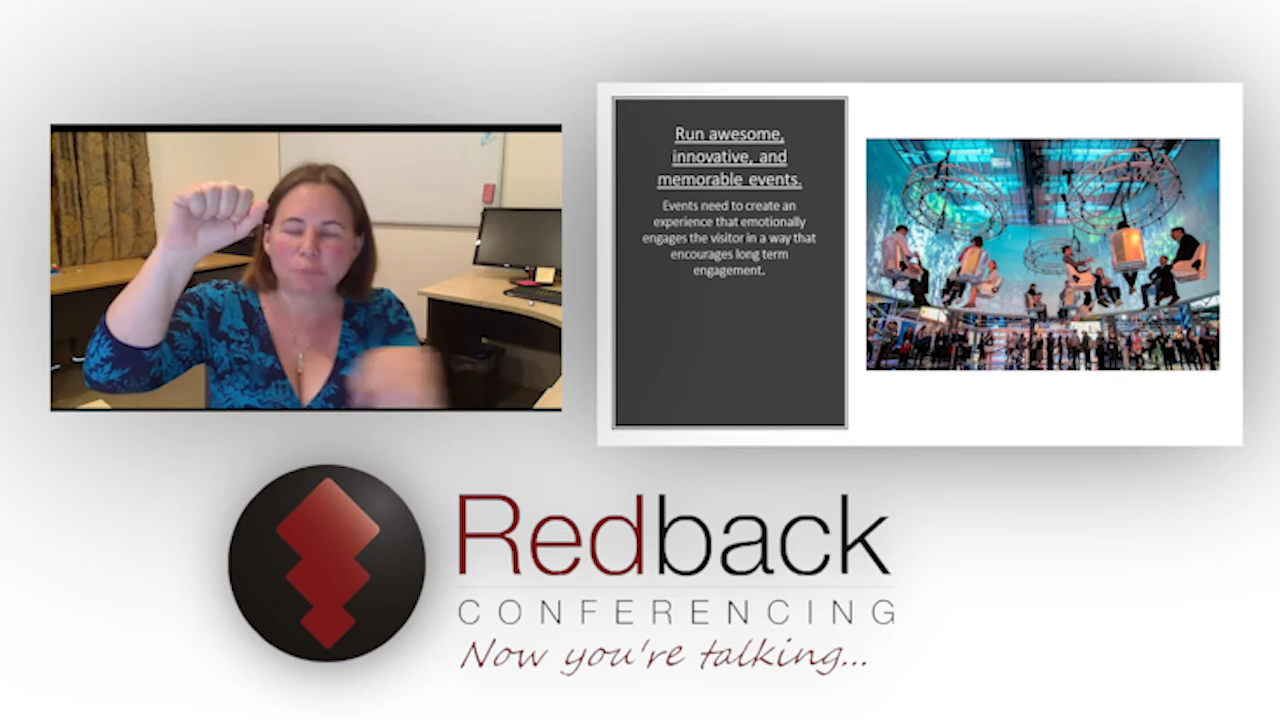 Run awesome,
innovative, and
memorable events.
Events need to create an
experience that emotionally
engages the visitor in a way that
encourages long term
engagement.
Redback
CONFERENCING
Now you're talking...